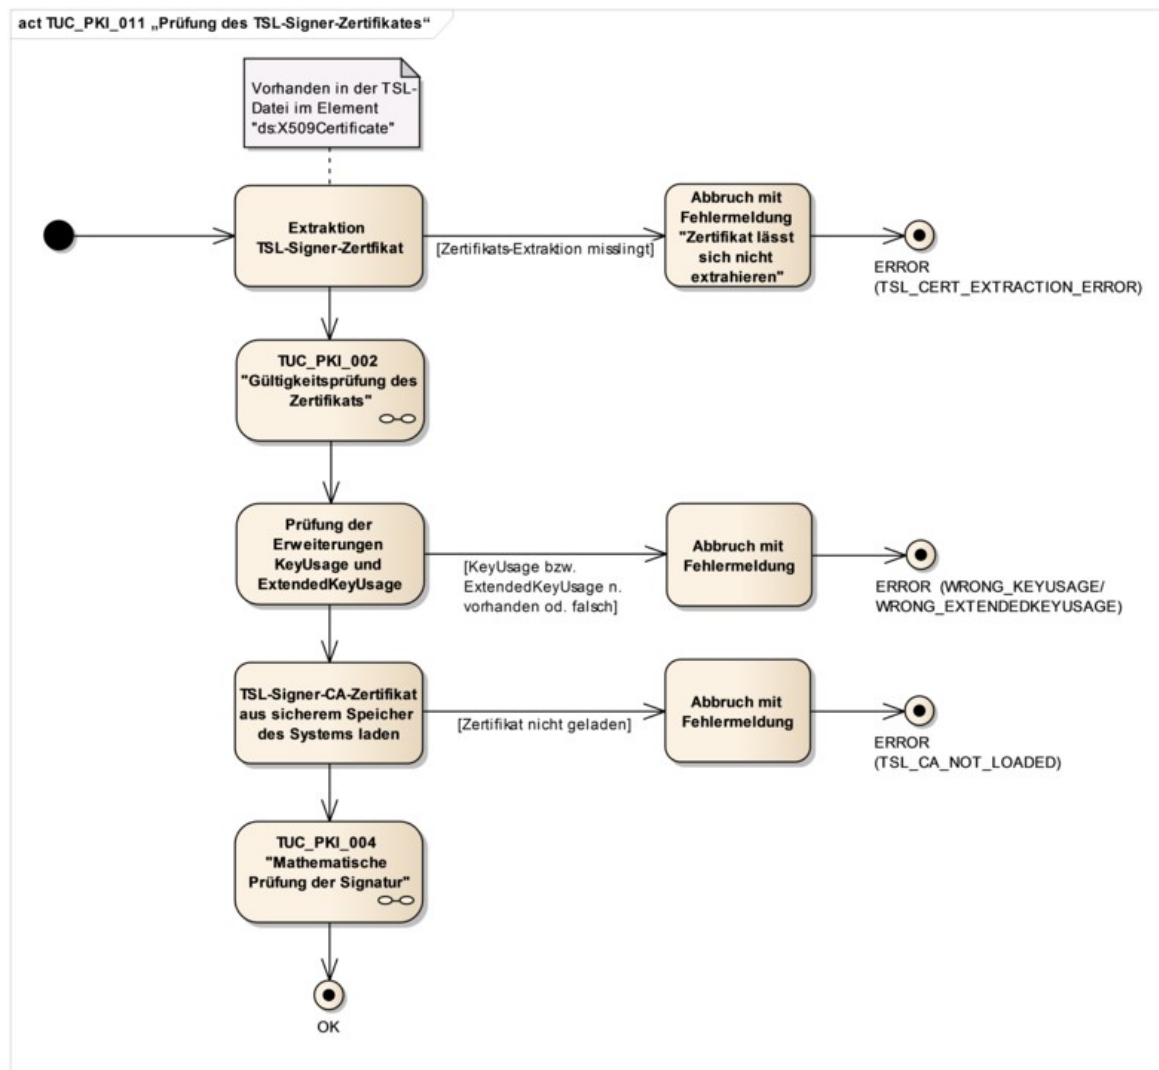 act TUC_PKI_011 „Prüfung des TSL-Signer-Zertifikates“
Vorhanden in der TSL-
Datei im Element
"ds:X509Certificate"
Extraktion
TSL-Signer-Zertfikat
[Zertifikats-Extraktion misslingt]
Abbruch mit
Fehlermeldung
"Zertifikat lässt
sich nicht
extrahieren"
ERROR
(TSL_CERT_EXTRACTION_ERROR)
TUC_PKI_002
"Gültigkeitsprüfung des
Zertifikats"
Prüfung der
Erweiterungen
KeyUsage und
ExtendedKeyUsage
[KeyUsage bzw.
ExtendedKeyUsage n.
vorhanden od. falsch]
Abbruch mit
Fehlermeldung
ERROR (WRONG_KEYUSAGE/
WRONG_EXTENDEDKEYUSAGE)
TSL-Signer-CA-Zertifikat
aus sicherem Speicher
des Systems laden
[Zertifikat nicht geladen]
Abbruch mit
Fehlermeldung
ERROR
(TSL_CA_NOT_LOADED)
TUC_PKI_004
"Mathematische
Prüfung der Signatur"
OK